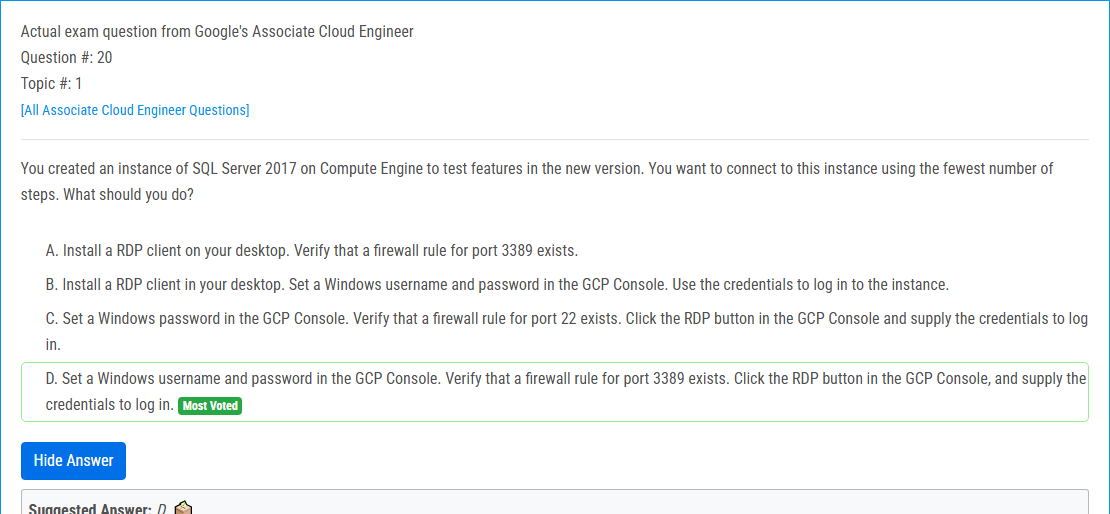 Actual exam question from Google's Associate Cloud Engineer
Question #: 20
Topic #: 1
[All Associate Cloud Engineer Questions]
You created an instance of SQL Server 2017 on Compute Engine to test features in the new version. You want to connect to this instance using the fewest number of
steps. What should you do?
A. Install a RDP client on your desktop. Verify that a firewall rule for port 3389 exists.
B. Install a RDP client in your desktop. Set a Windows username and password in the GCP Console. Use the credentials to log in to the instance.
C. Set a Windows password in the GCP Console. Verify that a firewall rule for port 22 exists. Click the RDP button in the GCP Console and supply the credentials to log
in.
D. Set a Windows username and password in the GCP Console. Verify that a firewall rule for port 3389 exists. Click the RDP button in the GCP Console, and supply the
credentials to log in. Most Voted
Hide Answer
Suggested Answer: D